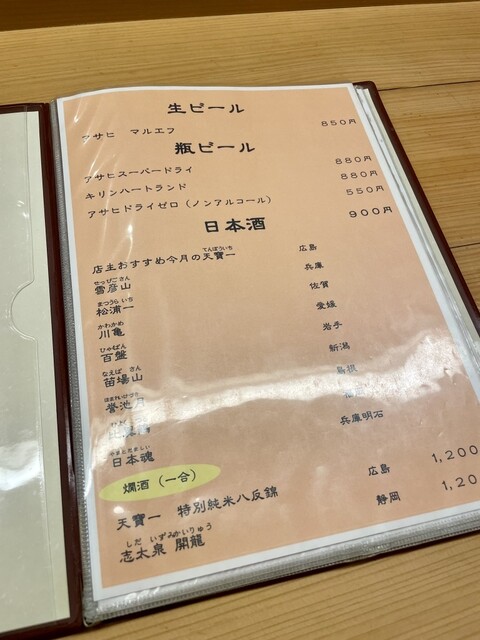 生ビール
アサヒ マルエフ 850円
瓶ビール
アサヒスーパードライ 880円
キリンハートランド 880円
アサヒドライゼロ（ノンアルコール） 550円
日本酒 900円
てんぽういち
店主おすすめ今月の天寶一 広島
せっぴこさん
雪彦山 兵庫
まつうら いち
松浦一 佐賀
かわかめ
川亀 愛媛
ひゃくばん
百盤 岩手
なえば さん
苗場山 新潟
誉池月 島根
日本魂 兵庫明石
燗酒（一合）
天寶一 特別純米八反錦 広島 1,200
しだ いずみかいりゅう
志太泉 開龍 静岡 1,20